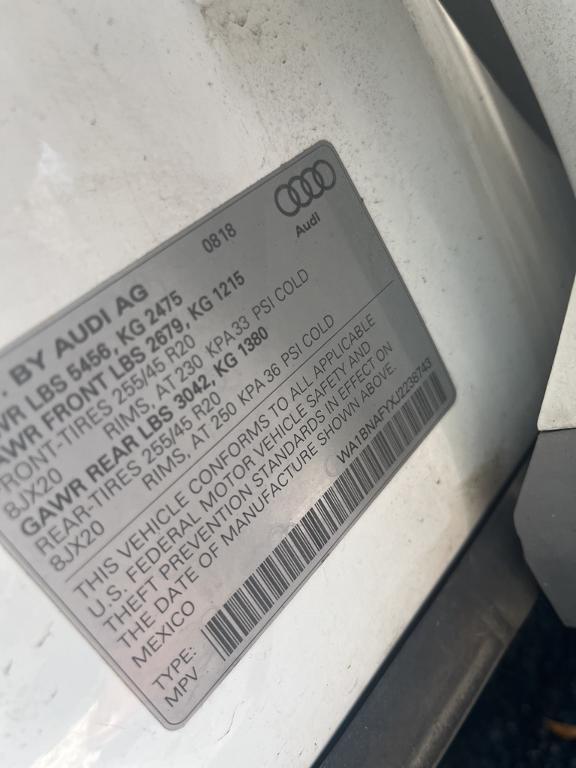 BY AUDI AG 0818
Audi
LBS 5456, KG 2475
GAWR FRONT LBS 2679, KG 1215
FRONT-TIRES 255/45 R20
8JX20 RIMS, AT 230 KPA 33 PSI COLD
GAWR REAR LBS 3042, KG 1380
REAR-TIRES 255/45 R20
8JX20 RIMS, AT 250 KPA 36 PSI COLD
THIS VEHICLE CONFORMS TO ALL APPLICABLE
U.S. FEDERAL MOTOR VEHICLE SAFETY AND
THEFT PREVENTION STANDARDS IN EFFECT ON
THE DATE OF MANUFACTURE SHOWN ABOVE.
MEXICO WA1BNAFYXJ2236743
TYPE:
MPV